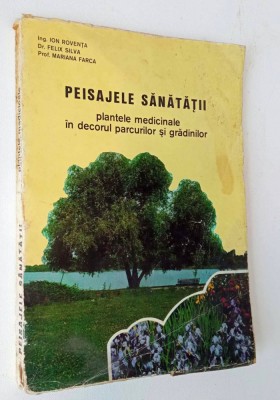 Ing. ION ROVENȚA
Dr. FELIX SILVA
Prof. MARIANA FARCA
PEISAJELE SĂNĂTĂȚII
plantele medicinale
în decorul parcurilor și grădinilor
PEISAJELE SĂNĂTĂȚII